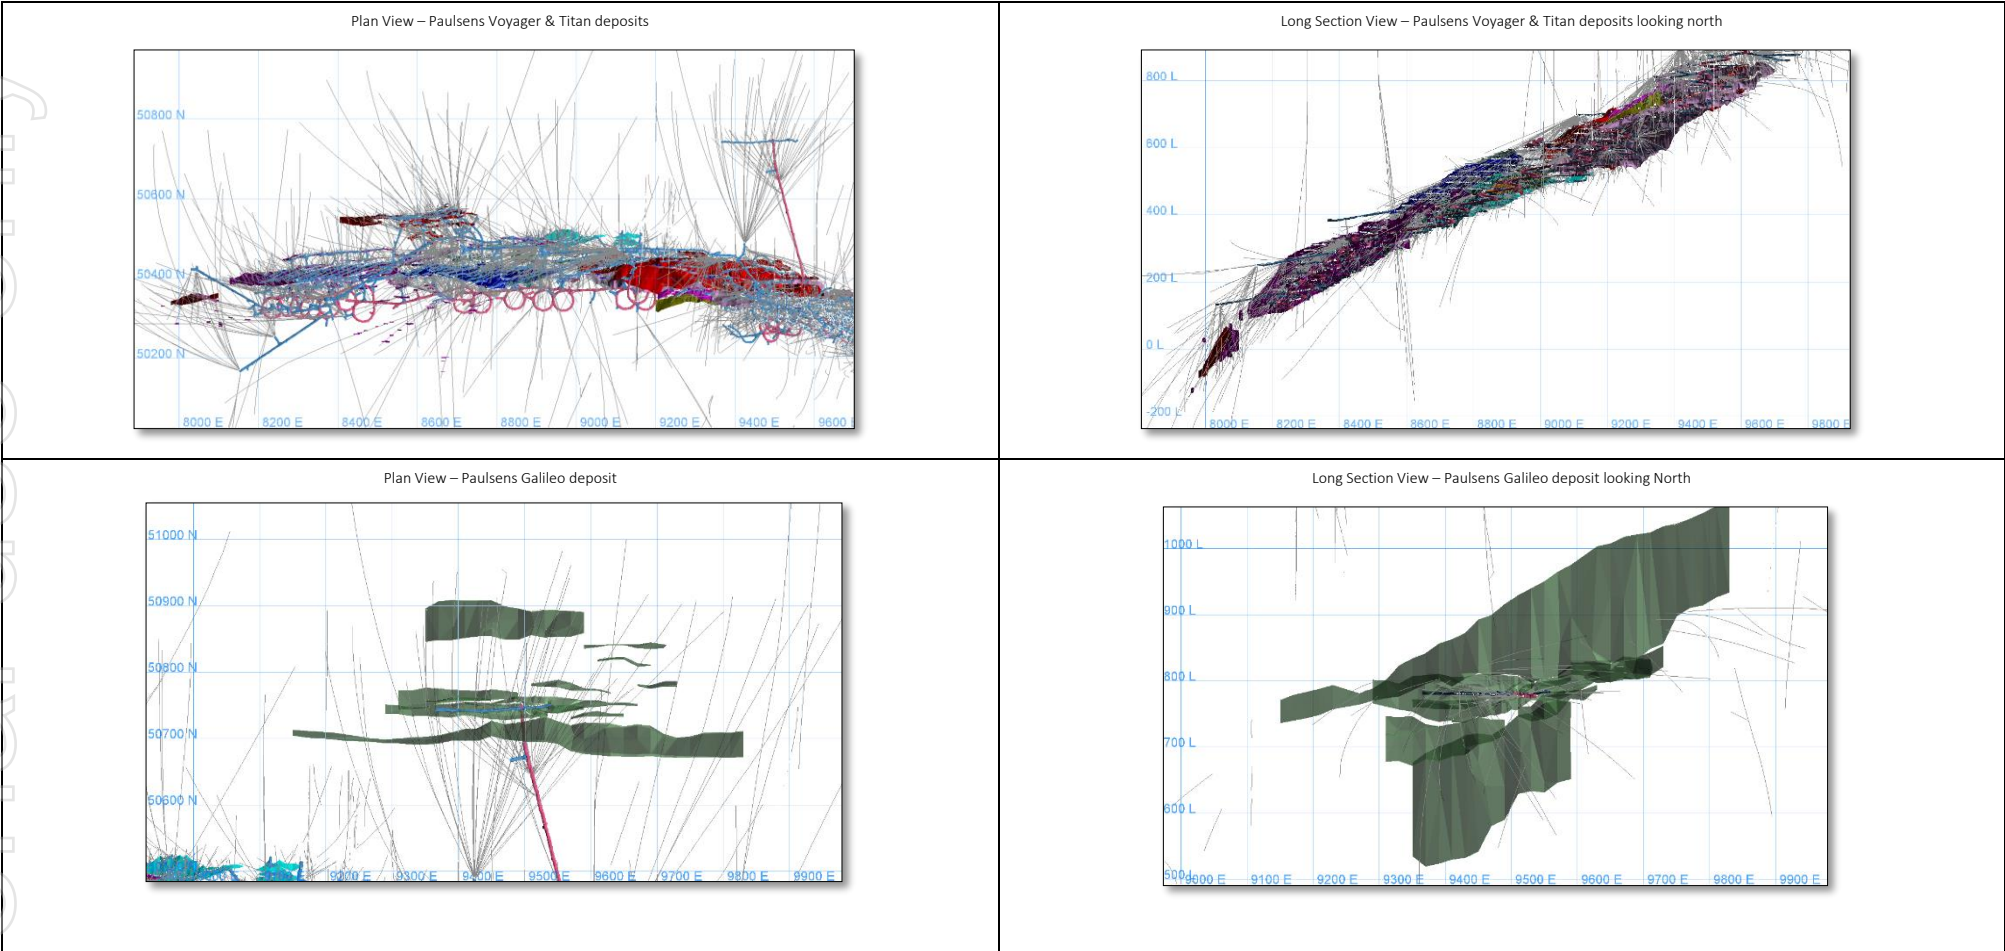 Plan View – Paulsens Voyager & Titan deposits
50800 N
50600 N
50400 N
50200 N
8000 E 8200 E 8400 E 8600 E 8800 E 9000 E 9200 E 9400 E 9600
Long Section View – Paulsens Voyager & Titan deposits looking north
800 L
600 L
400 L
200 L
0 L
-200 L
8000 E 8200 E 8400 E 8600 E 8800 E 9000 E 9200 E 9400 E 9600 E 9800 E
Plan View – Paulsens Galileo deposit
51000 N
50900 N
50800 N
50700 N
50600 N
9200 E 9300 E 9400 E 9500 E 9600 E 9700 E 9800 E 9900 E
Long Section View – Paulsens Galileo deposit looking North
1000 L
900 L
800 L
700 L
600 L
500 L
9000 E 9100 E 9200 E 9300 E 9400 E 9500 E 9600 E 9700 E 9800 E 9900 E